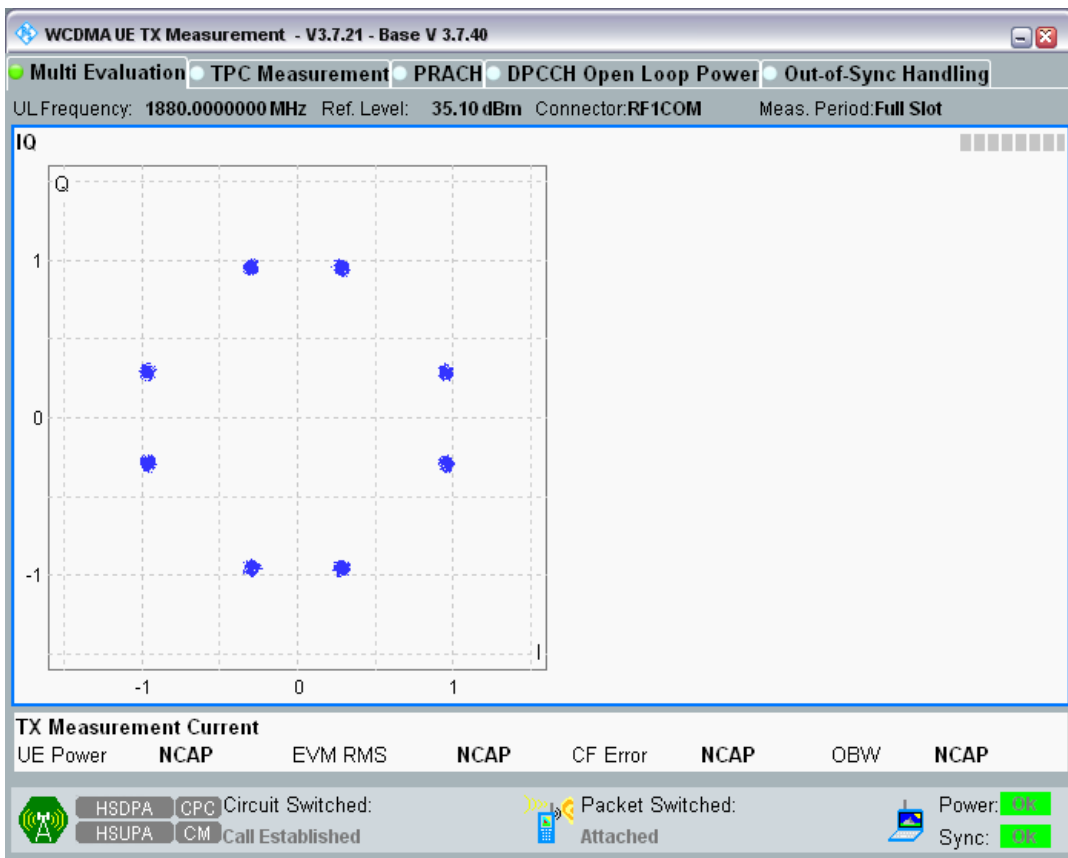 WCDMA UE TX Measurement - V3.7.21 - Base V 3.7.40
Multi Evaluation TPC Measurement PRACH DPCCH Open Loop Power Out-of-Sync Handling
UL Frequency: 1880.0000000 MHz Ref. Level: 35.10 dBm Connector:RF1COM Meas. Period:Full Slot
IQ
Q
1
0
-1
I
-1 0 1
TX Measurement Current
UE Power NCAP EVM RMS NCAP CF Error NCAP OBW NCAP
HSDPA CPC Circuit Switched: Packet Switched: Power: Ok
HSUPA CM Call Established Attached Sync: Ok